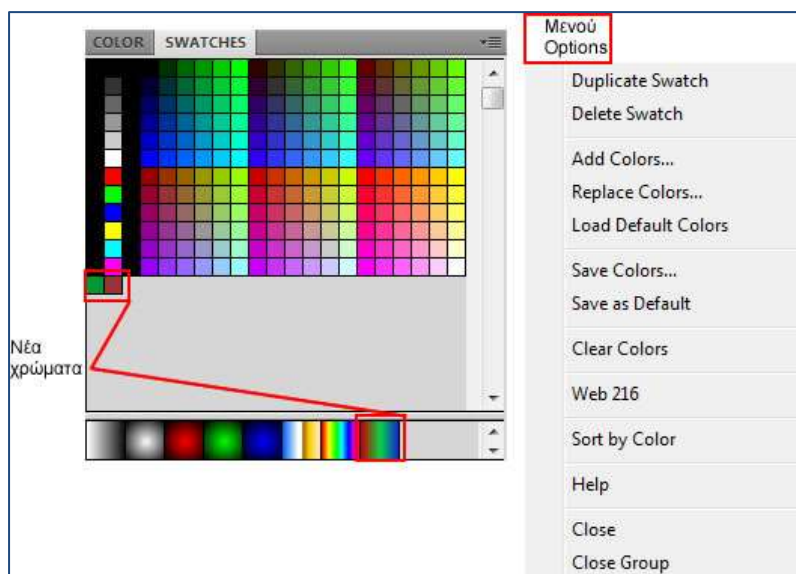 COLOR SWATCHES
Νέα
χρώματα
Μενού
Options
Duplicate Swatch
Delete Swatch
Add Colors...
Replace Colors...
Load Default Colors
Save Colors...
Save as Default
Clear Colors
Web 216
Sort by Color
Help
Close
Close Group